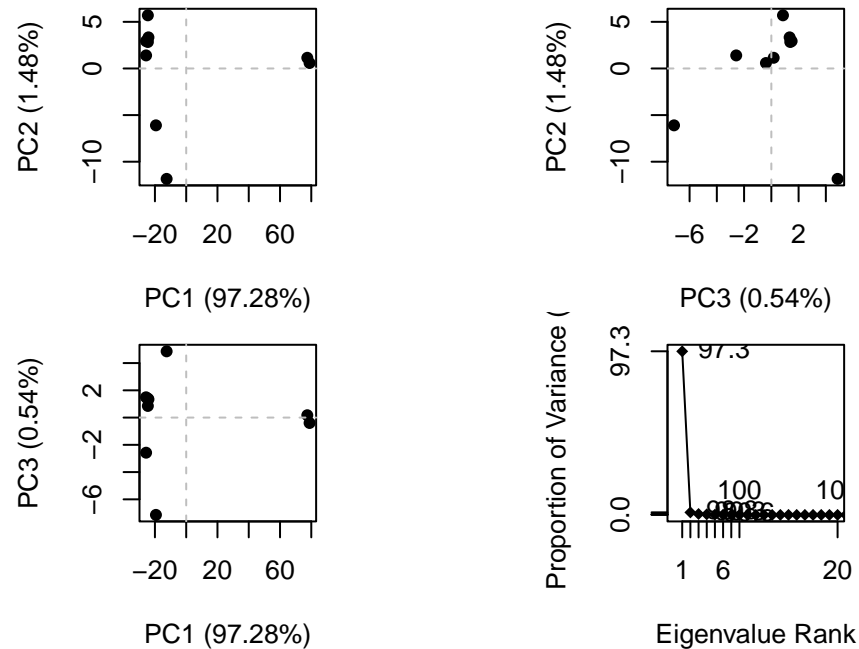 5
0
−10
PC2 (1.48%)
−20 20 60
PC1 (97.28%)
5
0
−10
PC2 (1.48%)
−6 −2 2
PC3 (0.54%)
2
−2
−6
PC3 (0.54%)
−20 20 60
PC1 (97.28%)
97.3
0.0
Proportion of Variance (
97.3
100
10
1 6 20
Eigenvalue Rank